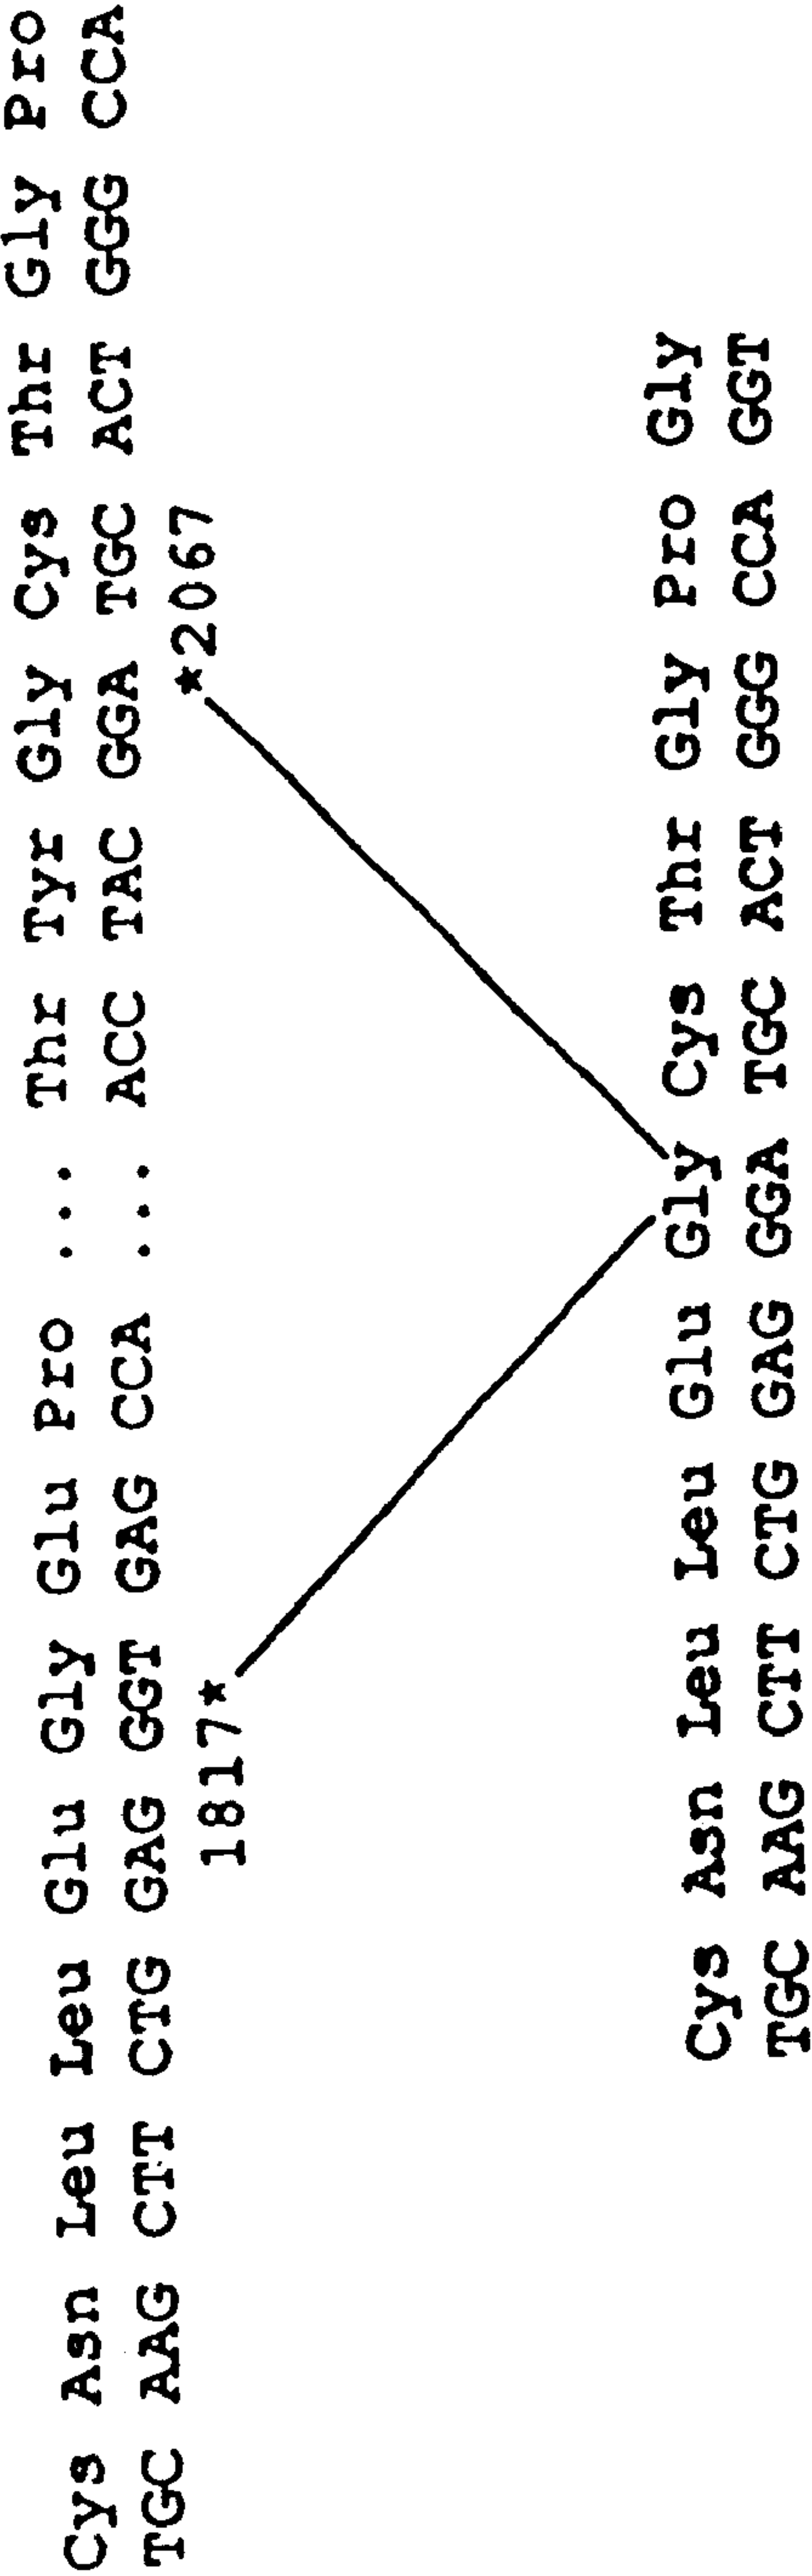 Cys Asn Leu Leu Glu Gly Glu Pro ... Thr Tyr Gly Cys Thr Gly Pro
TGC AAG CTT CTG GAG GGT GAG CCA ... ACC TAC GGA TGC ACT GGG CCA
1817* *2067
Cys Asn Leu Leu Glu Gly Cys Thr Gly Pro Gly
TGC AAG CTT CTG GAG GGA TGC ACT GGG CCA GGT